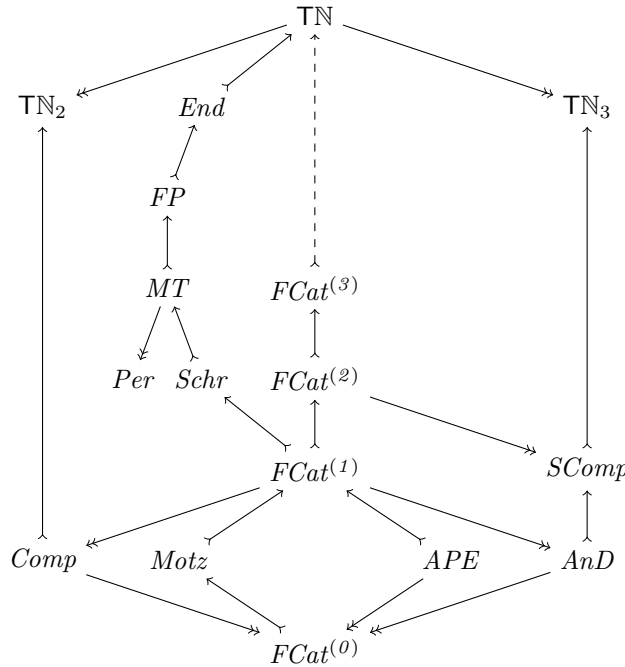 Tℕ
Tℕ₂ End Tℕ₃
FP
MT FCat⁽³⁾
Per Schr FCat⁽²⁾
FCat⁽¹⁾ SComp
Comp Motz APE AnD
FCat⁽⁰⁾